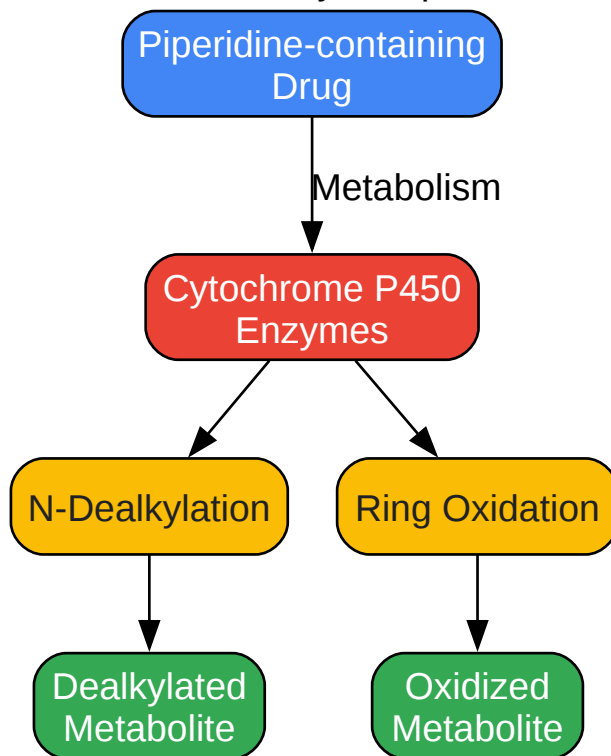 Piperidine-containing
Drug
Metabolism
Cytochrome P450
Enzymes
N-Dealkylation
Ring Oxidation
Dealkylated
Metabolite
Oxidized
Metabolite